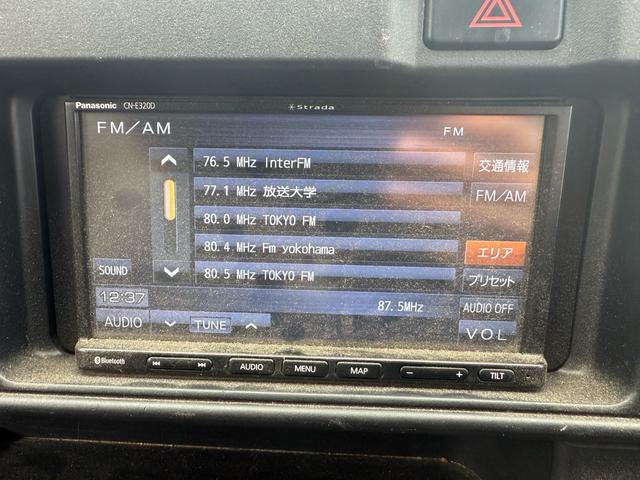 Panasonic CN-E320D
Strada
FM/AM
FM
76.5 MHz InterFM
77.1 MHz 放送大学
80.0 MHz TOKYO FM
80.4 MHz Fm yokohama
80.5 MHz TOKYO FM
交通情報
FM/AM
エリア
プリセット
SOUND
12:37
87.5MHz
AUDIO OFF
AUDIO
TUNE
VOL
Bluetooth
AUDIO
MENU
MAP
- +
TILT